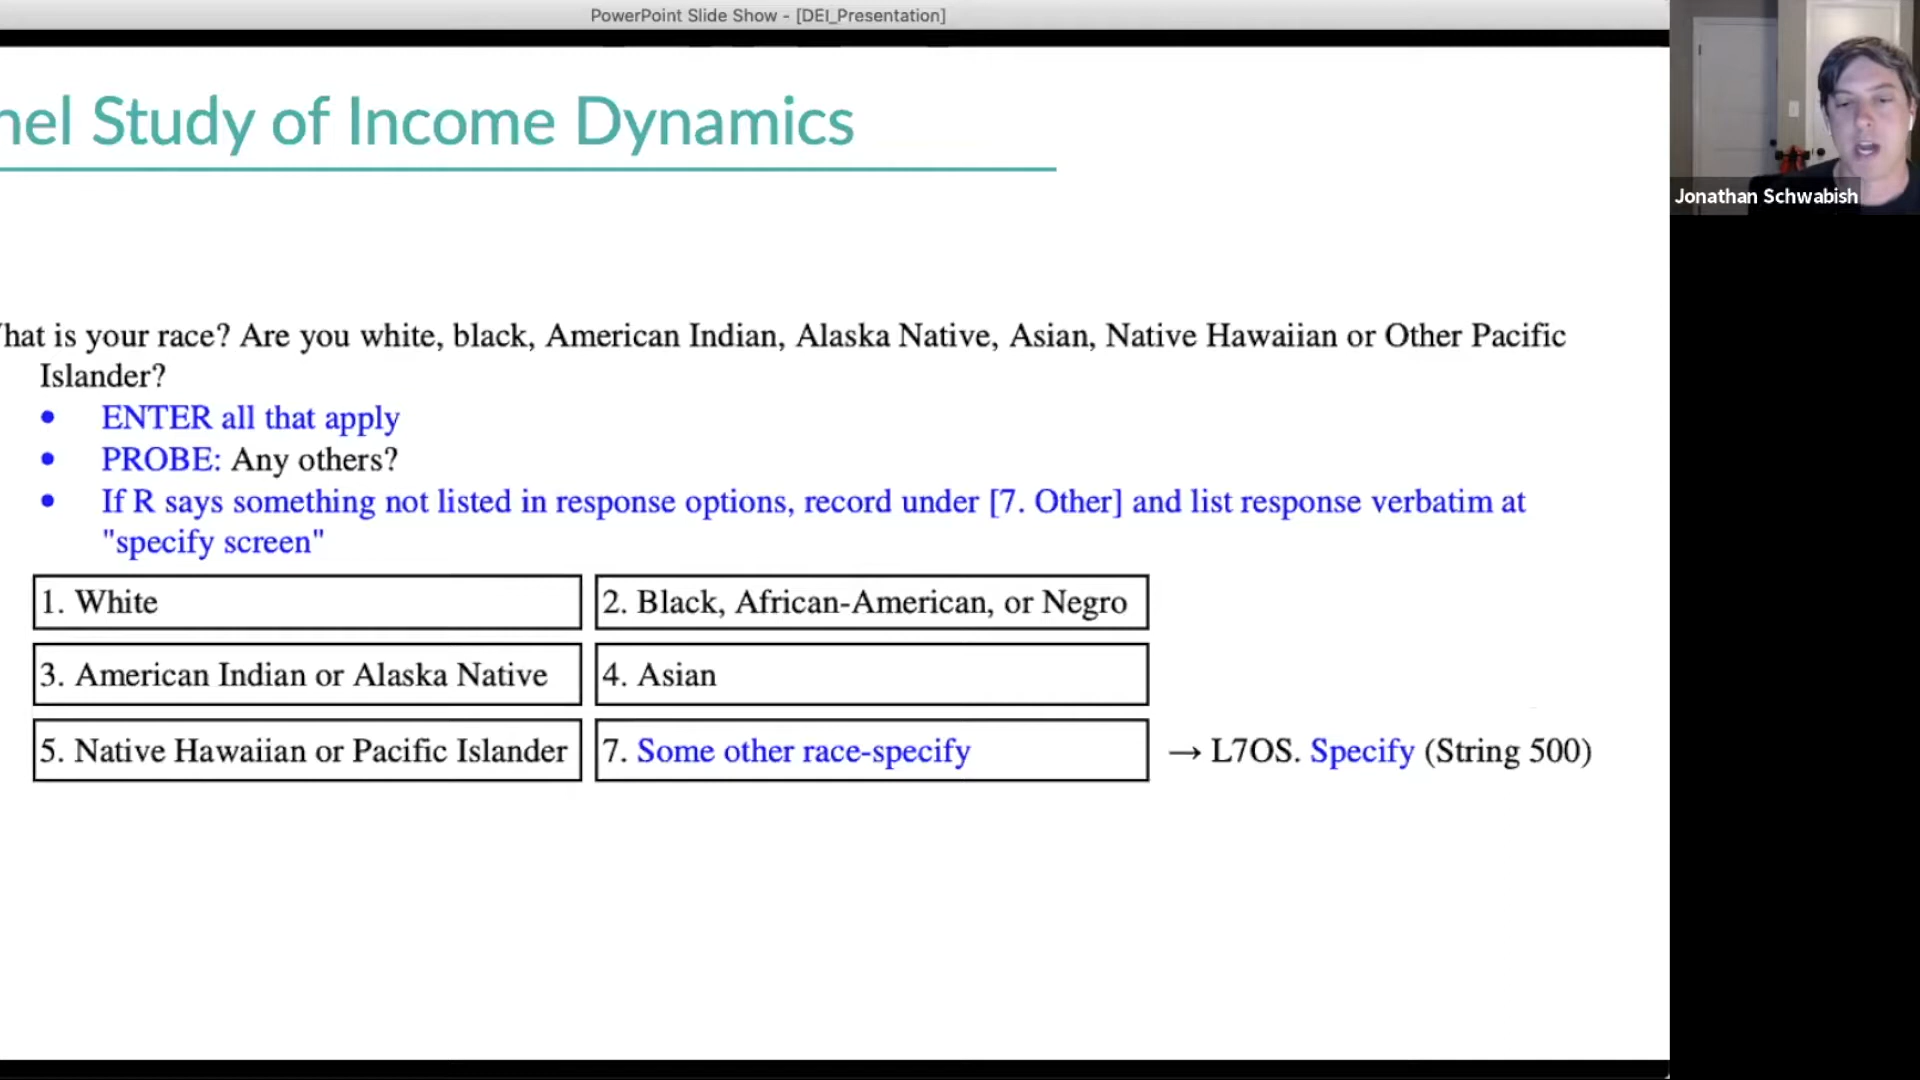 PowerPoint Slide Show - [DEI_Presentation]
nel Study of Income Dynamics
Jonathan Schwabish
hat is your race? Are you white, black, American Indian, Alaska Native, Asian, Native Hawaiian or Other Pacific
Islander?
• ENTER all that apply
• PROBE: Any others?
• If R says something not listed in response options, record under [7. Other] and list response verbatim at
"specify screen"
1. White
2. Black, African-American, or Negro
3. American Indian or Alaska Native
4. Asian
5. Native Hawaiian or Pacific Islander
7. Some other race-specify
→ L7OS. Specify (String 500)